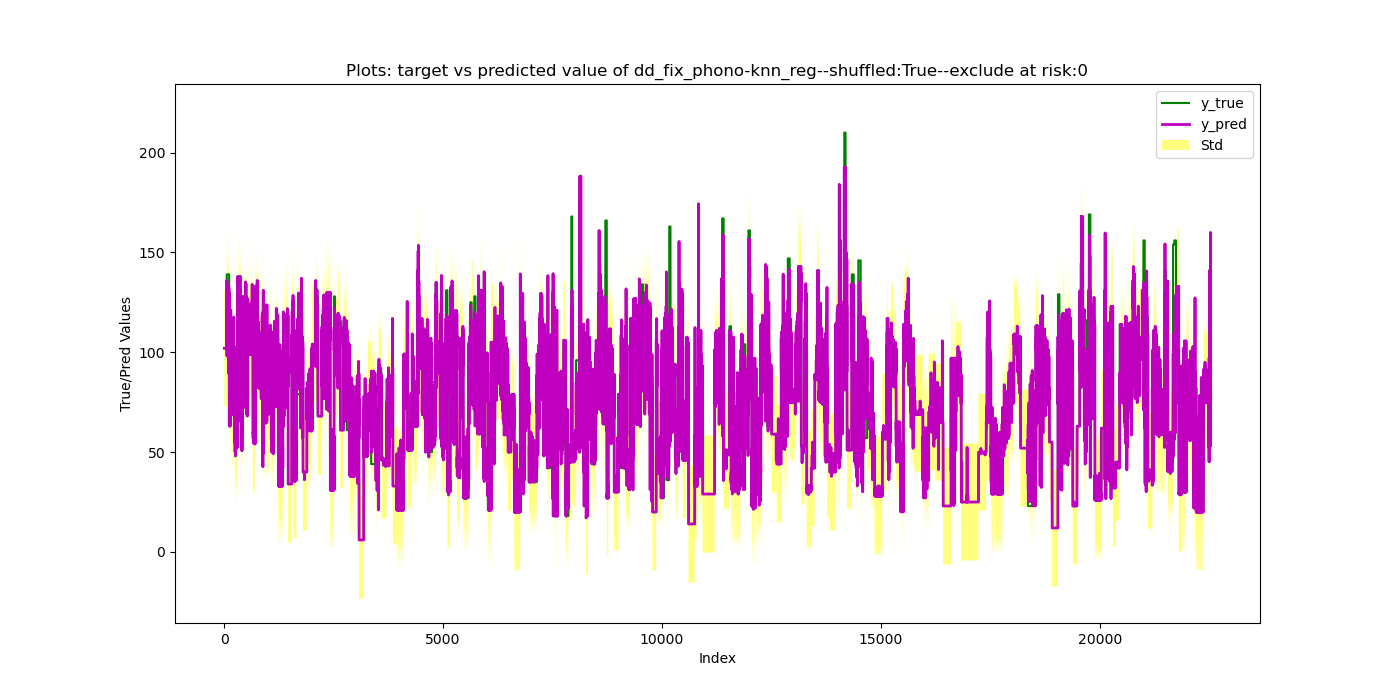 Plots: target vs predicted value of dd_fix_phono-knn_reg--shuffled:True--exclude at risk:0
y_true
y_pred
Std
200
150
100
50
0
True/Pred Values
0
5000
10000
15000
20000
Index